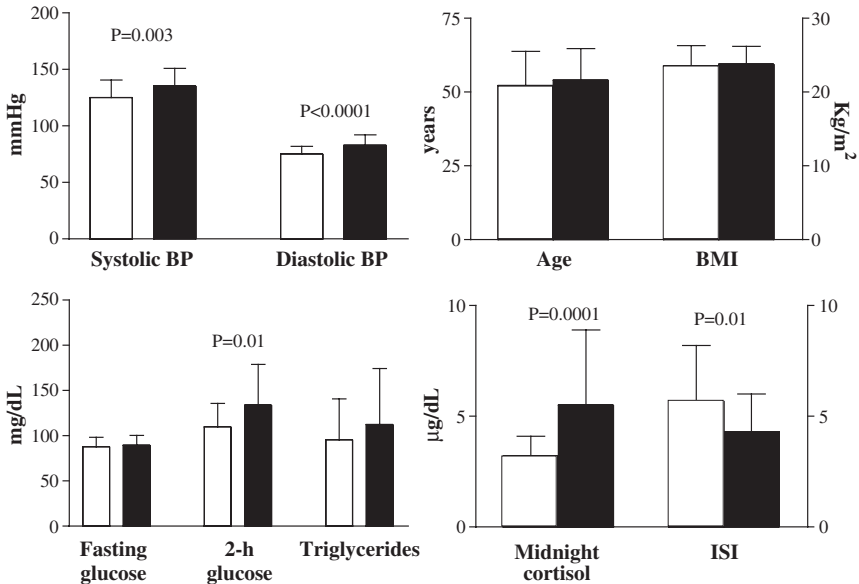 200
150
100
50
0
mmHg
P=0.003
P<0.0001
Systolic BP
Diastolic BP
75
50
25
0
years
30
20
10
0
Kg/m²
Age
BMI
250
200
150
100
50
0
mg/dL
P=0.01
Fasting
glucose
2-h
glucose
Triglycerides
10
5
0
µg/dL
P=0.0001
P=0.01
10
5
0
Midnight
cortisol
ISI